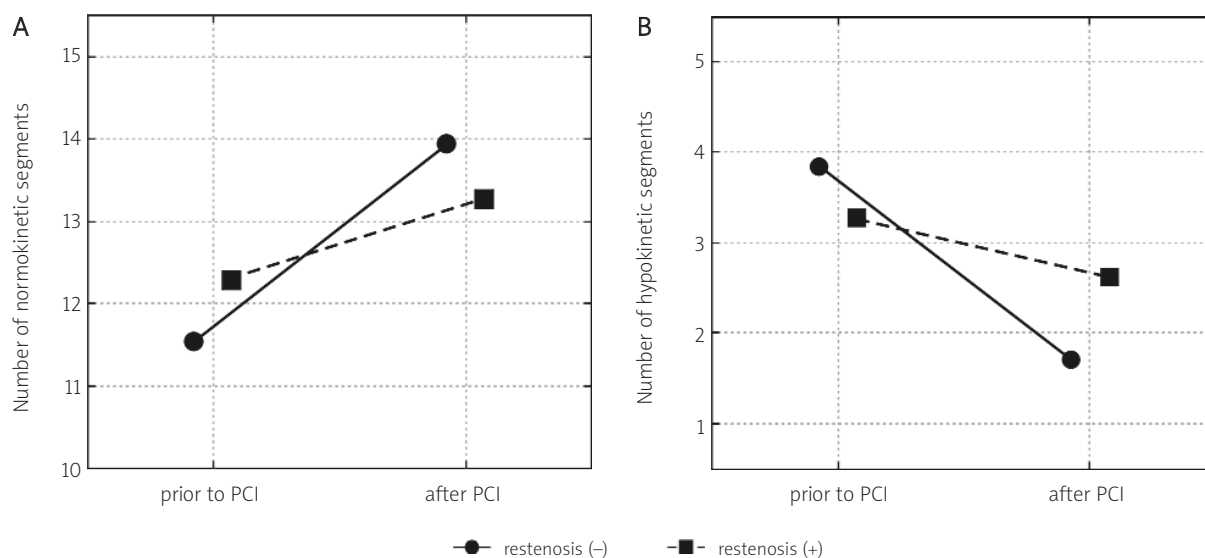 A
Number of normokinetic segments
15
14
13
12
11
10
prior to PCI
after PCI
B
Number of hypokinetic segments
5
4
3
2
1
prior to PCI
after PCI
restenosis (–)
restenosis (+)